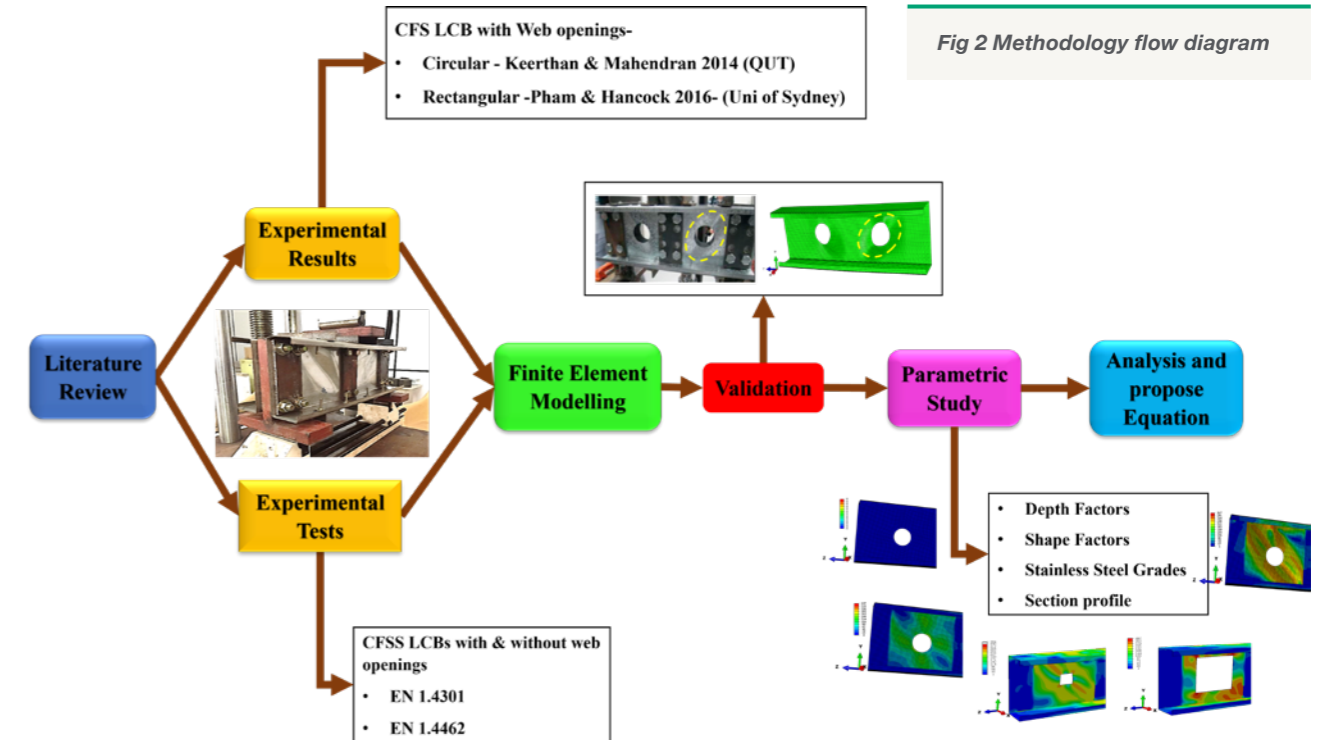 CFS LCB with Web openings-
• Circular - Keerthan & Mahendran 2014 (QUT)
• Rectangular -Pham & Hancock 2016- (Uni of Sydney)
Fig 2 Methodology flow diagram
Experimental
Results
Literature
Review
Finite Element
Modelling
Validation
Parametric
Study
Analysis and
propose
Equation
Experimental
Tests
• Depth Factors
• Shape Factors
• Stainless Steel Grades
• Section profile
CFSS LCBs with & without web
openings
• EN 1.4301
• EN 1.4462